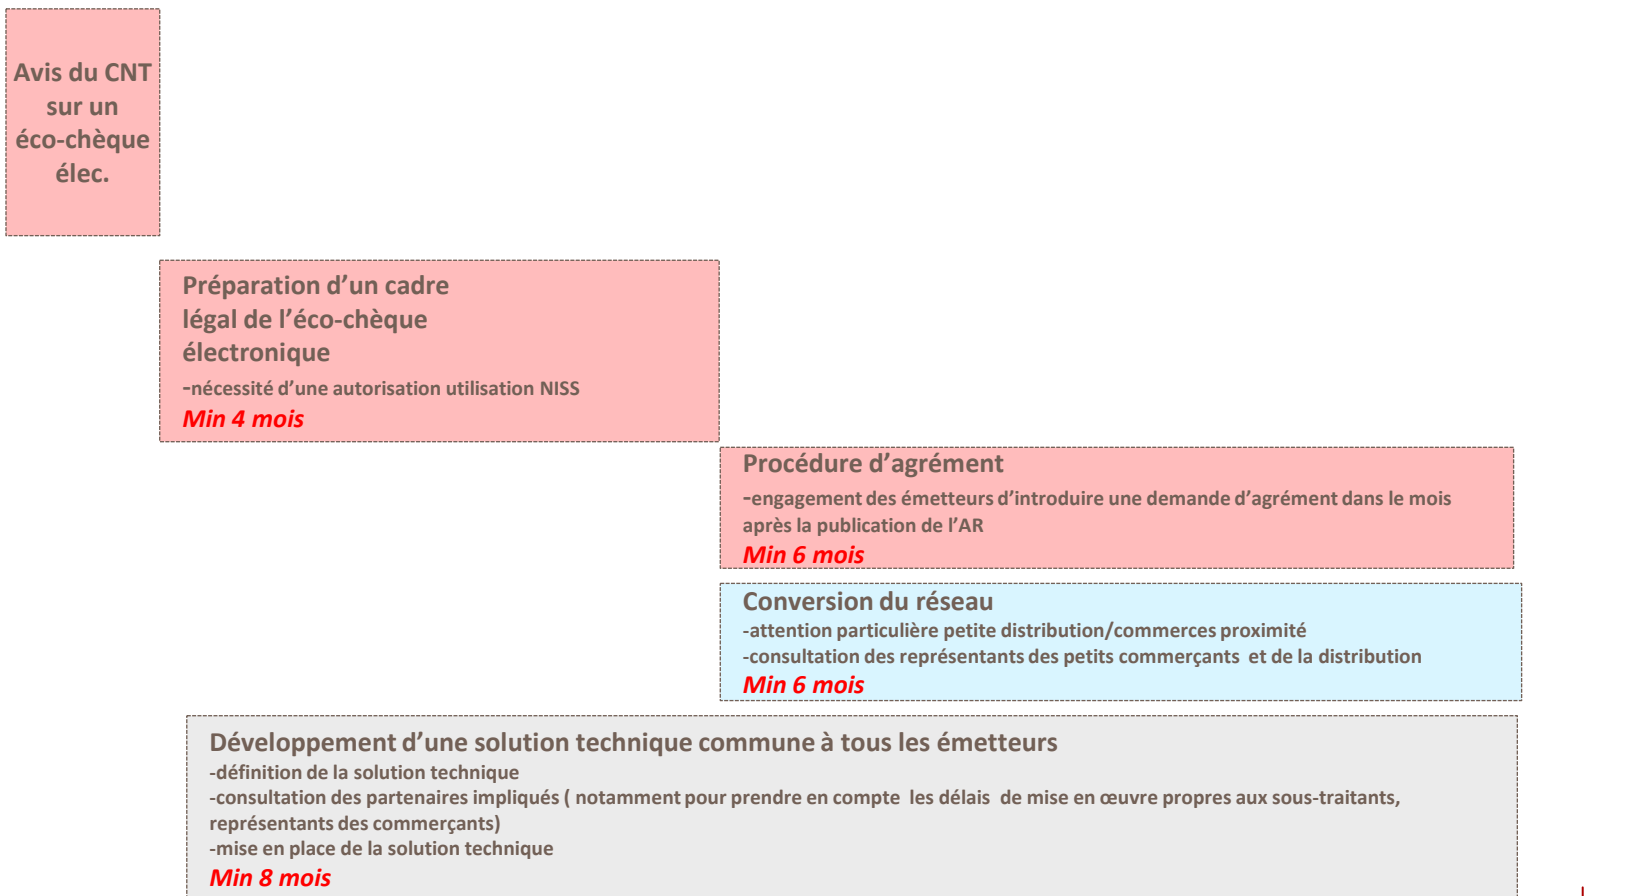 Avis du CNT
sur un
éco-chèque
élec.
Préparation d’un cadre
légal de l’éco-chèque
électronique
-nécessité d’une autorisation utilisation NISS
Min 4 mois
Procédure d’agrément
-engagement des émetteurs d’introduire une demande d’agrément dans le mois
après la publication de l’AR
Min 6 mois
Conversion du réseau
-attention particulière petite distribution/commerces proximité
-consultation des représentants des petits commerçants et de la distribution
Min 6 mois
Développement d’une solution technique commune à tous les émetteurs
-définition de la solution technique
-consultation des partenaires impliqués ( notamment pour prendre en compte les délais de mise en œuvre propres aux sous-traitants,
représentants des commerçants)
-mise en place de la solution technique
Min 8 mois